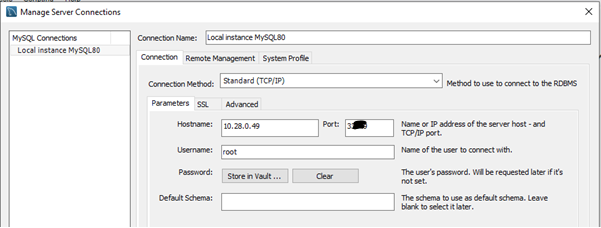 Manage Server Connections
MySQL Connections
Local instance MySQL80
Connection Name:
Local instance MySQL80
Connection
Remote Management
System Profile
Connection Method:
Standard (TCP/IP)
Method to use to connect to the RDBMS
Parameters
SSL
Advanced
Hostname:
10.28.0.49
Port:
Name or IP address of the server host - and
TCP/IP port.
Username:
root
Name of the user to connect with.
Password:
Store in Vault ...
Clear
The user's password. Will be requested later if it's
not set.
Default Schema:
The schema to use as default schema. Leave
blank to select it later.